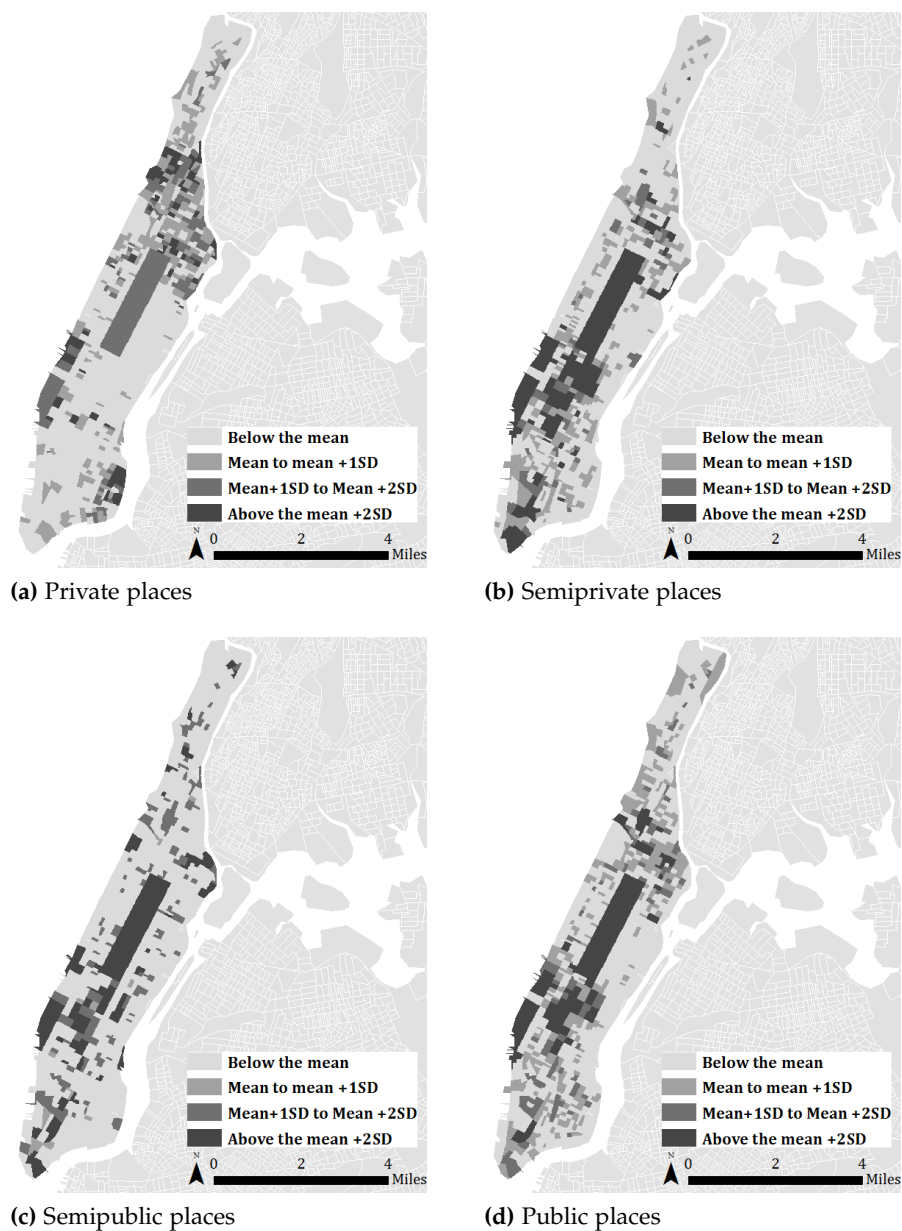 Below the mean
Mean to mean +1SD
Mean+1SD to Mean +2SD
Above the mean +2SD
N
0 2 4
Miles
(a) Private places
Below the mean
Mean to mean +1SD
Mean+1SD to Mean +2SD
Above the mean +2SD
N
0 2 4
Miles
(b) Semiprivate places
Below the mean
Mean to mean +1SD
Mean+1SD to Mean +2SD
Above the mean +2SD
N
0 2 4
Miles
(c) Semipublic places
Below the mean
Mean to mean +1SD
Mean+1SD to Mean +2SD
Above the mean +2SD
N
0 2 4
Miles
(d) Public places